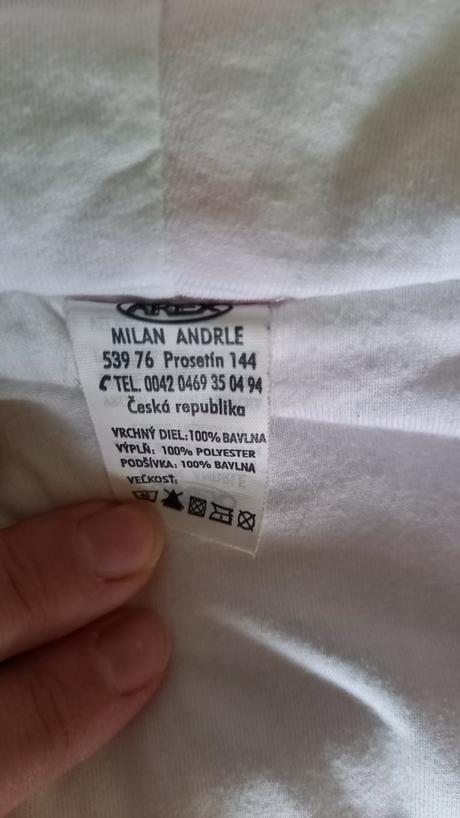 AREX
MILAN ANDRLE
539 76 Prosetín 144
TEL. 0042 0469 35 04 94
Česká republika
VRCHNÝ DIEL: 100% BAVLNA
VÝPLŇ: 100% POLYESTER
PODŠÍVKA: 100% BAVLNA
VEĽKOSŤ: